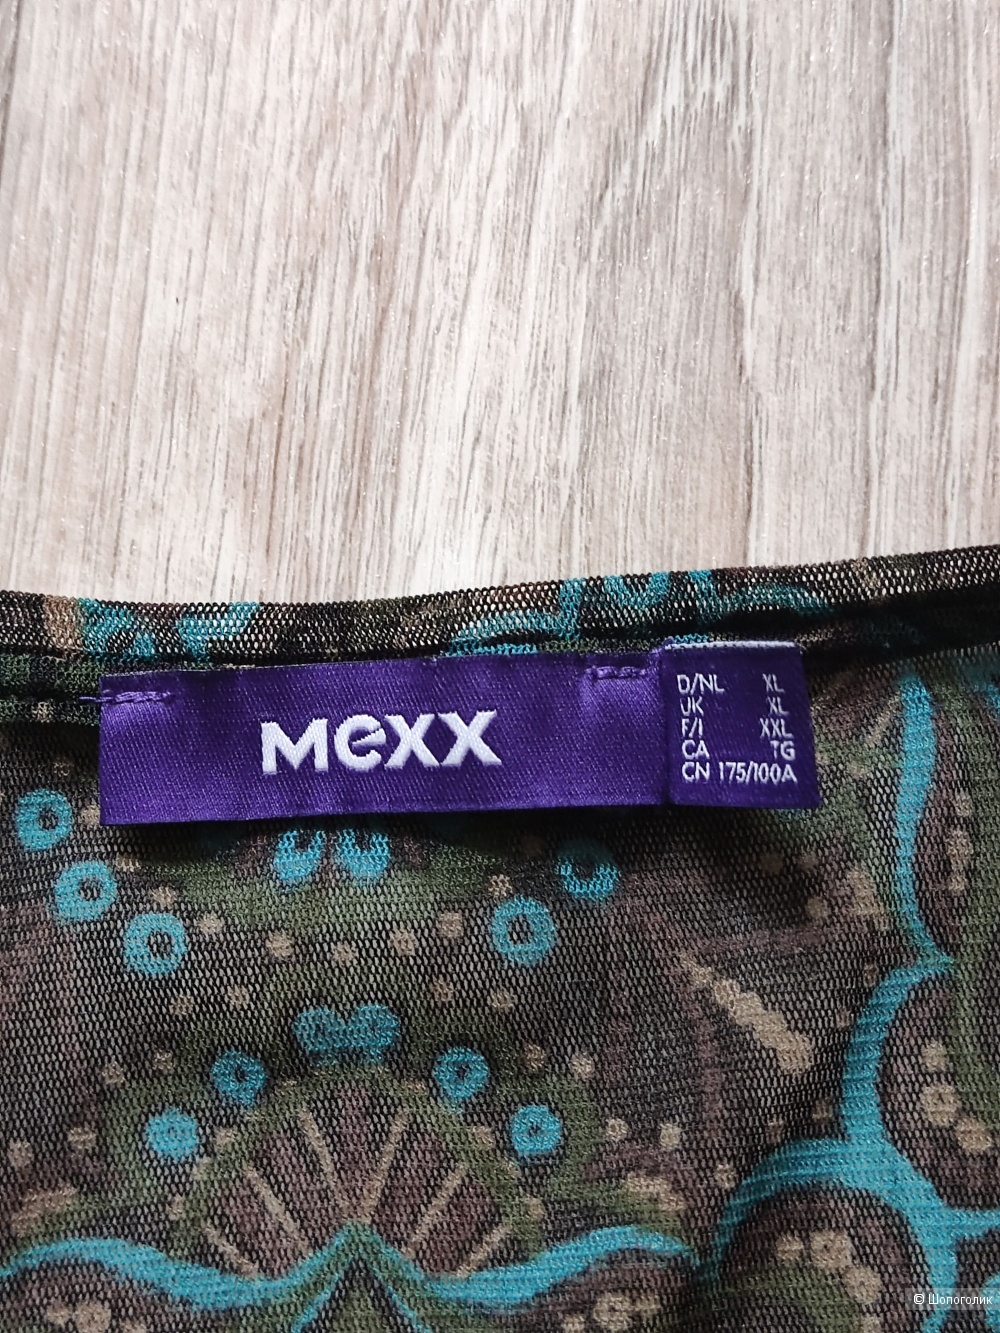 Mexx
D/NL XL
UK XL
F/I XXL
CA TG
CN 175/100A
© Шопоголик